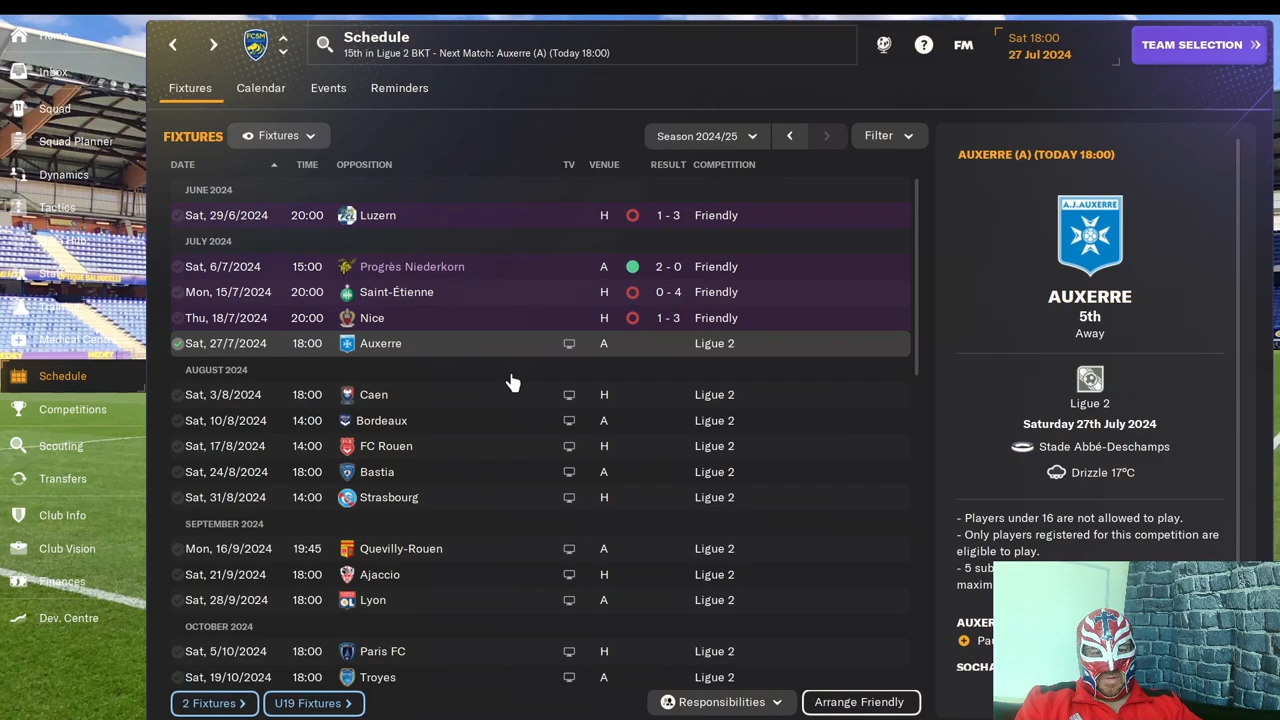 Home
FCSM
Schedule
15th in Ligue 2 BKT - Next Match: Auxerre (A) (Today 18:00)
?
FM
Sat 18:00
27 Jul 2024
TEAM SELECTION
Inbox
Squad
Squad Planner
Dynamics
Tactics
Medical Centre
Schedule
Competitions
Scouting
Transfers
Club Info
Club Vision
Finances
Dev. Centre
Fixtures
Calendar
Events
Reminders
FIXTURES
Fixtures
Season 2024/25
Filter
DATE TIME OPPOSITION TV VENUE RESULT COMPETITION
JUNE 2024
Sat, 29/6/2024 20:00 Luzern H 1 - 3 Friendly
JULY 2024
Sat, 6/7/2024 15:00 Progrès Niederkorn A 2 - 0 Friendly
Mon, 15/7/2024 20:00 Saint-Étienne H 0 - 4 Friendly
Thu, 18/7/2024 20:00 Nice H 1 - 3 Friendly
Sat, 27/7/2024 18:00 Auxerre A Ligue 2
AUGUST 2024
Sat, 3/8/2024 18:00 Caen H Ligue 2
Sat, 10/8/2024 14:00 Bordeaux A Ligue 2
Sat, 17/8/2024 14:00 FC Rouen H Ligue 2
Sat, 24/8/2024 18:00 Bastia A Ligue 2
Sat, 31/8/2024 14:00 Strasbourg H Ligue 2
SEPTEMBER 2024
Mon, 16/9/2024 19:45 Quevilly-Rouen A Ligue 2
Sat, 21/9/2024 18:00 Ajaccio H Ligue 2
Sat, 28/9/2024 18:00 Lyon A Ligue 2
OCTOBER 2024
Sat, 5/10/2024 18:00 Paris FC H Ligue 2
Sat, 19/10/2024 18:00 Troyes A Ligue 2
2 Fixtures
U19 Fixtures
Responsibilities
Arrange Friendly
AUXERRE (A) (TODAY 18:00)
A.J.AUXERRE
AUXERRE
5th
Away
Ligue 2
Saturday 27th July 2024
Stade Abbé-Deschamps
Drizzle 17°C
- Players under 16 are not allowed to play.
- Only players registered for this competition are
eligible to play.
- 5 sub
maxim
AUXER
Pau
SOCHA